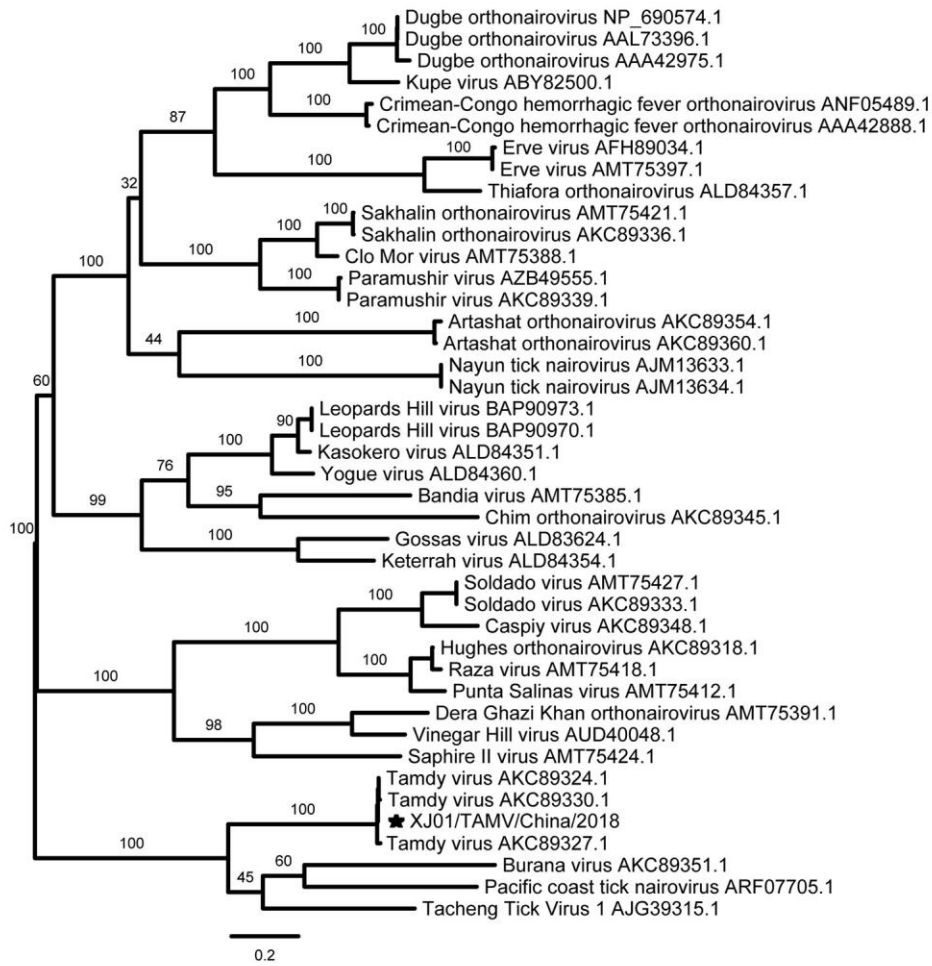 Dugbe orthonairovirus NP_690574.1
100
Dugbe orthonairovirus AAL73396.1
100
Dugbe orthonairovirus AAA42975.1
100
Kupe virus ABY82500.1
100
Crimean-Congo hemorrhagic fever orthonairovirus ANF05489.1
87
Crimean-Congo hemorrhagic fever orthonairovirus AAA42888.1
100
Erve virus AFH89034.1
100
Erve virus AMT75397.1
32
Thiafora orthonairovirus ALD84357.1
100
Sakhalin orthonairovirus AMT75421.1
100
Sakhalin orthonairovirus AKC89336.1
100
Clo Mor virus AMT75388.1
100
100
Paramushir virus AZB49555.1
Paramushir virus AKC89339.1
100
Artashat orthonairovirus AKC89354.1
44
Artashat orthonairovirus AKC89360.1
100
Nayun tick nairovirus AJM13633.1
60
Nayun tick nairovirus AJM13634.1
Leopards Hill virus BAP90973.1
90
Leopards Hill virus BAP90970.1
100
Kasokero virus ALD84351.1
76
Yogue virus ALD84360.1
95
Bandia virus AMT75385.1
99
Chim orthonairovirus AKC89345.1
100
100
Gossas virus ALD83624.1
100
Keterrah virus ALD84354.1
100
Soldado virus AMT75427.1
Soldado virus AKC89333.1
Caspiy virus AKC89348.1
100
Hughes orthonairovirus AKC89318.1
100
Raza virus AMT75418.1
100
Punta Salinas virus AMT75412.1
100
Dera Ghazi Khan orthonairovirus AMT75391.1
98
Vinegar Hill virus AUD40048.1
Saphire II virus AMT75424.1
Tamdy virus AKC89324.1
Tamdy virus AKC89330.1
100
XJ01/TAMV/China/2018
Tamdy virus AKC89327.1
100
60
Burana virus AKC89351.1
45
Pacific coast tick nairovirus ARF07705.1
Tacheng Tick Virus 1 AJG39315.1
0.2